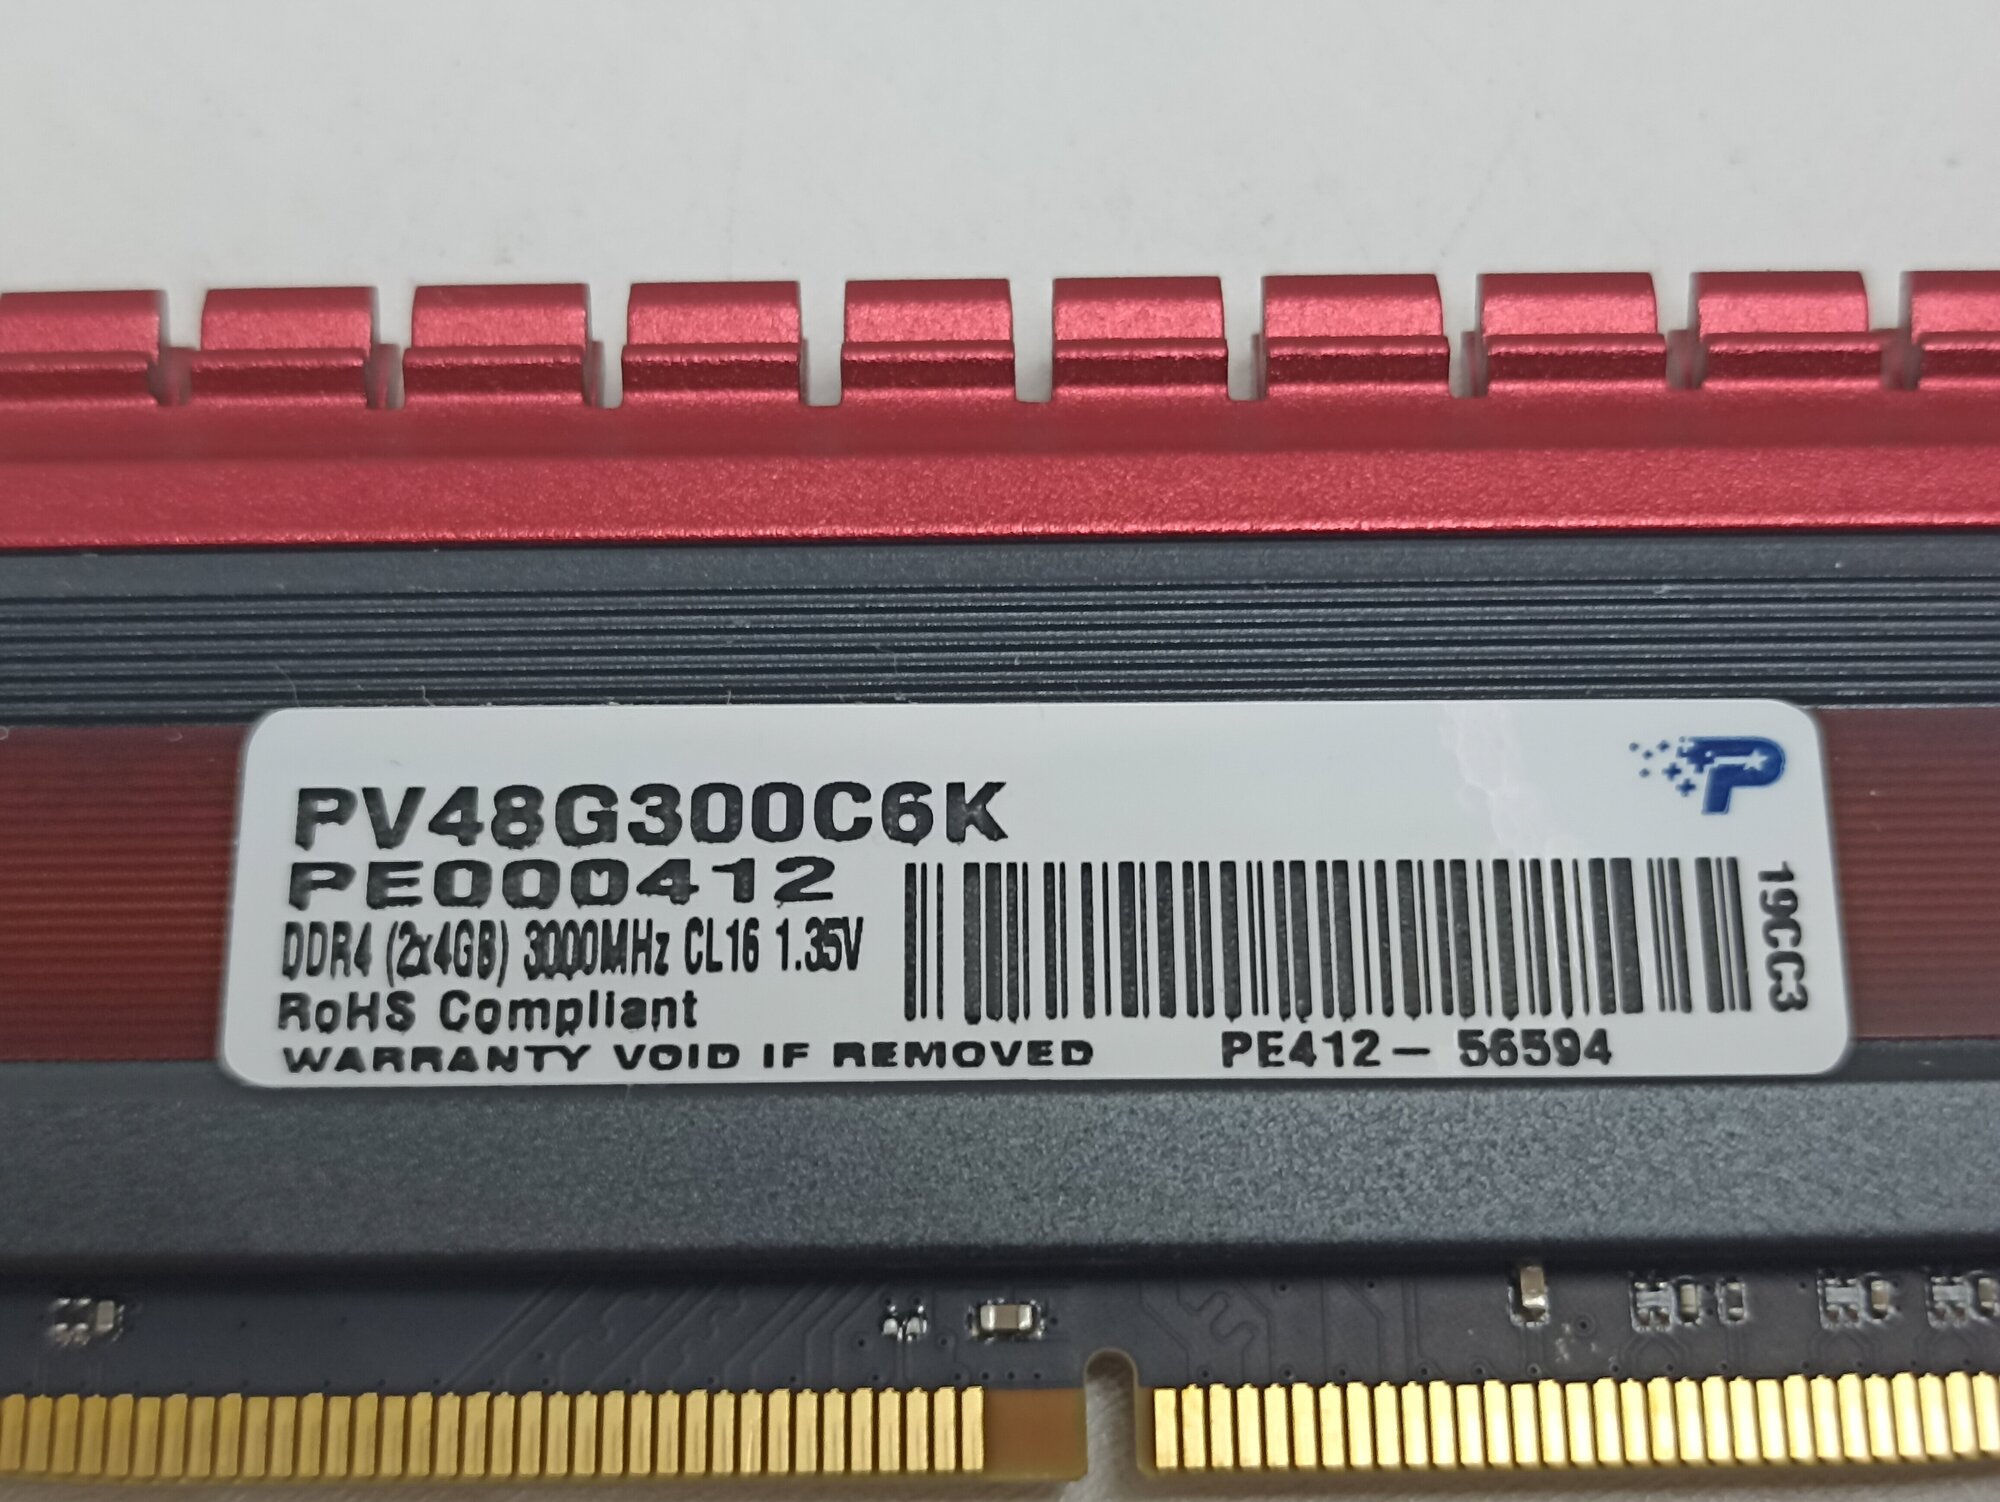 PV48G300C6K
PE000412
DDR4 (2x4GB) 3000MHz CL16 1.35V
RoHS Compliant
WARRANTY VOID IF REMOVED
PE412- 56594
19CC3
P